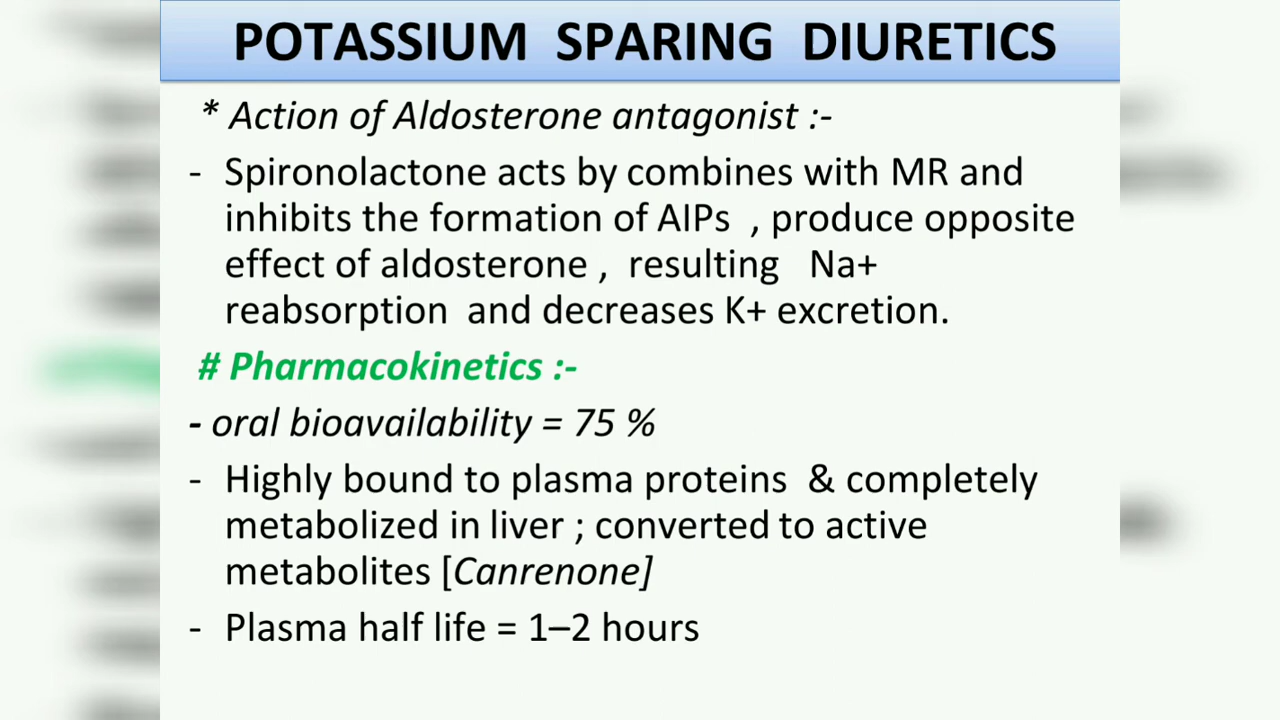 POTASSIUM SPARING DIURETICS
* Action of Aldosterone antagonist :-
- Spironolactone acts by combines with MR and
inhibits the formation of AIPs , produce opposite
effect of aldosterone , resulting Na+
reabsorption and decreases K+ excretion.
# Pharmacokinetics :-
- oral bioavailability = 75 %
- Highly bound to plasma proteins & completely
metabolized in liver ; converted to active
metabolites [Canrenone]
- Plasma half life = 1–2 hours